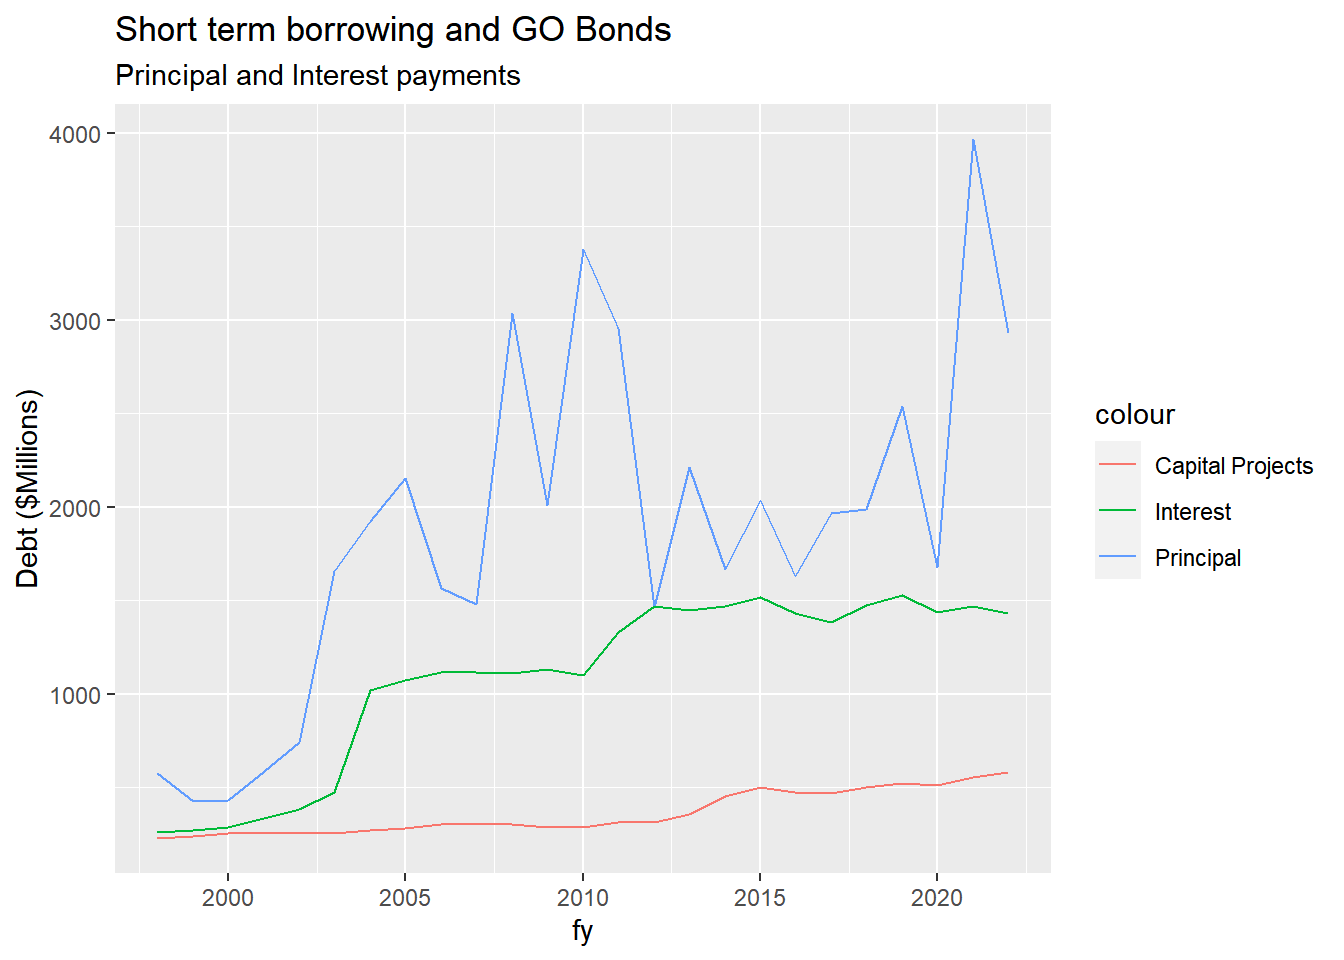 Short term borrowing and GO Bonds
Principal and Interest payments
Debt ($Millions)
4000
3000
2000
1000
2000
2005
2010
2015
2020
fy
colour
Capital Projects
Interest
Principal